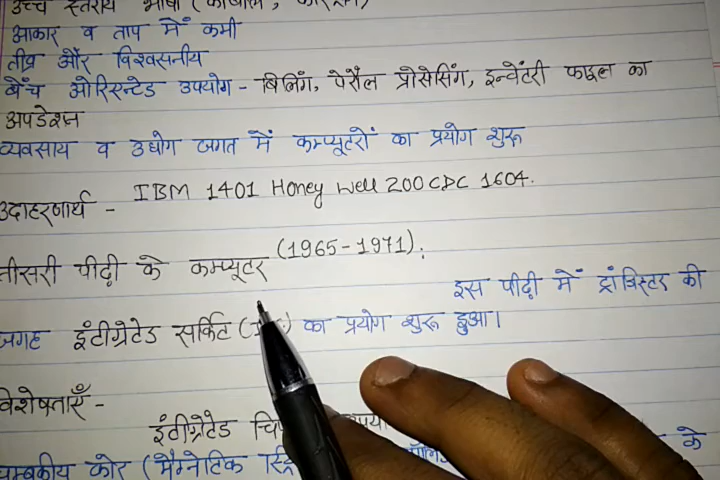 उच्च स्तरीय भाषा (कोबोल,
आकार व ताप में कमी
तीव्र और विश्वसनीय
बैंच ओरिएन्टेड उपयोग - बिलिंग, पेरौल प्रोसेसिंग, इन्वेंटरी फाइल का
अपडेशन
व्यवसाय व उद्योग जगत में कम्प्यूटरों का प्रयोग शुरू
उदाहरणार्थ - IBM 1401 Honey well 200 CDC 1604.
तीसरी पीढ़ी के कम्प्यूटर (1965-1971):
इस पीढ़ी में ट्रांजिस्टर की
जगह इंटीग्रेटेड सर्किट ( का प्रयोग शुरू हुआ।
विशेषताएँ -
इंटीग्रेटेड
चुम्बकीय कोर (मैग्नेटिक के